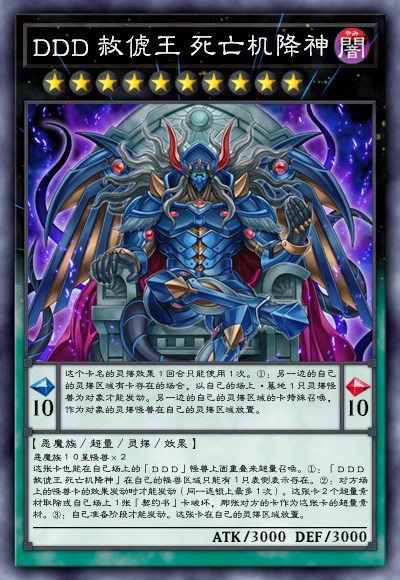 DDD 赦俿王 死亡机降神
闇
やみ
这个卡名的灵摆效果1回合只能使用1次。①：另一边的自己
的灵摆区域有卡存在的场合，以自己的场上·墓地1只灵摆怪
兽为对象才能发动。另一边的自己的灵摆区域的卡特殊召唤，
作为对象的灵摆怪兽在自己的灵摆区域放置。
10
10
【恶魔族／超量／灵摆／效果】
恶魔族10星怪兽×2
这张卡也能在自己场上的「DDD」怪兽上面重叠来超量召唤。①：「DDD
赦俿王 死亡机降神」在自己的怪兽区域只能有1只表侧表示存在。②：对方场
上的怪兽卡的效果发动时才能发动（同一连锁上最多1次）。这张卡2个超量素
材取除或自己场上1张「契约书」卡破坏，那张对方的卡作为这张卡的超量素
材。③：自己准备阶段才能发动。这张卡在自己的灵摆区域放置。
ATK/3000 DEF/3000